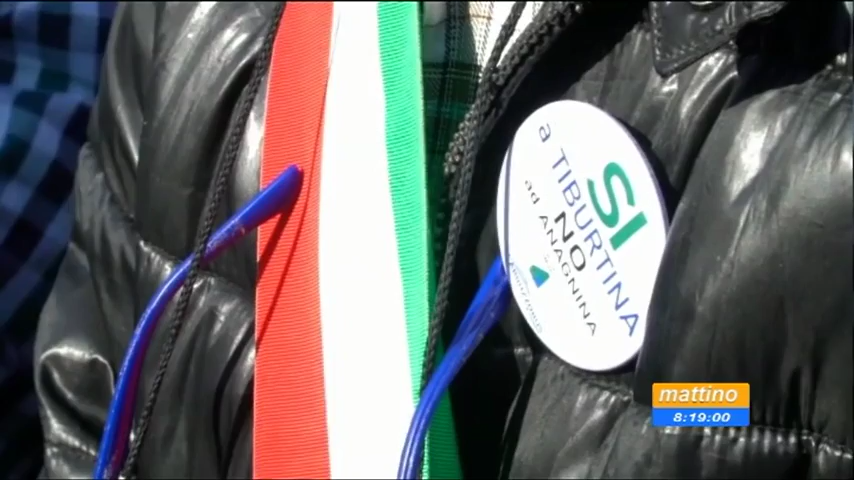 SI
a TIBURTINA
NO
ad ANAGNINA
mattino
8:19:00